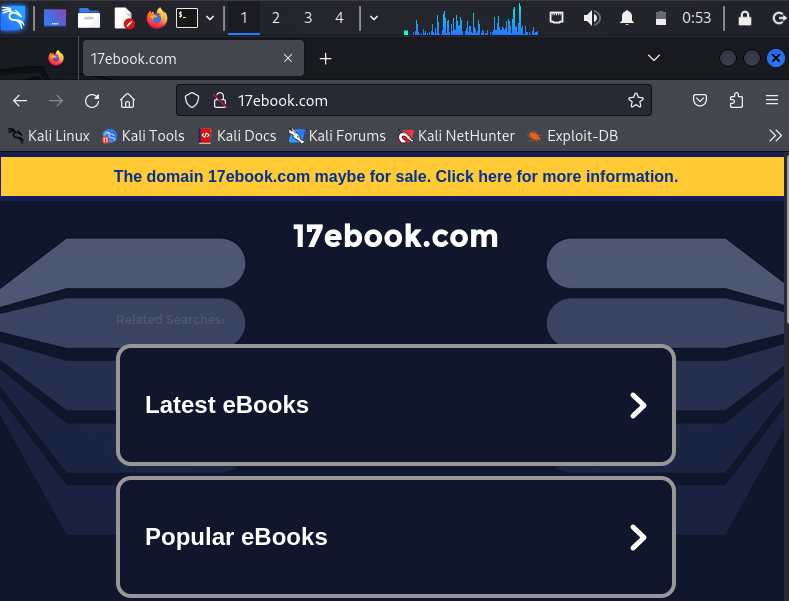 1 2 3 4 0:53
17ebook.com
17ebook.com
Kali Linux Kali Tools Kali Docs Kali Forums Kali NetHunter Exploit-DB
The domain 17ebook.com maybe for sale. Click here for more information.
17ebook.com
Related Searches:
Latest eBooks
Popular eBooks